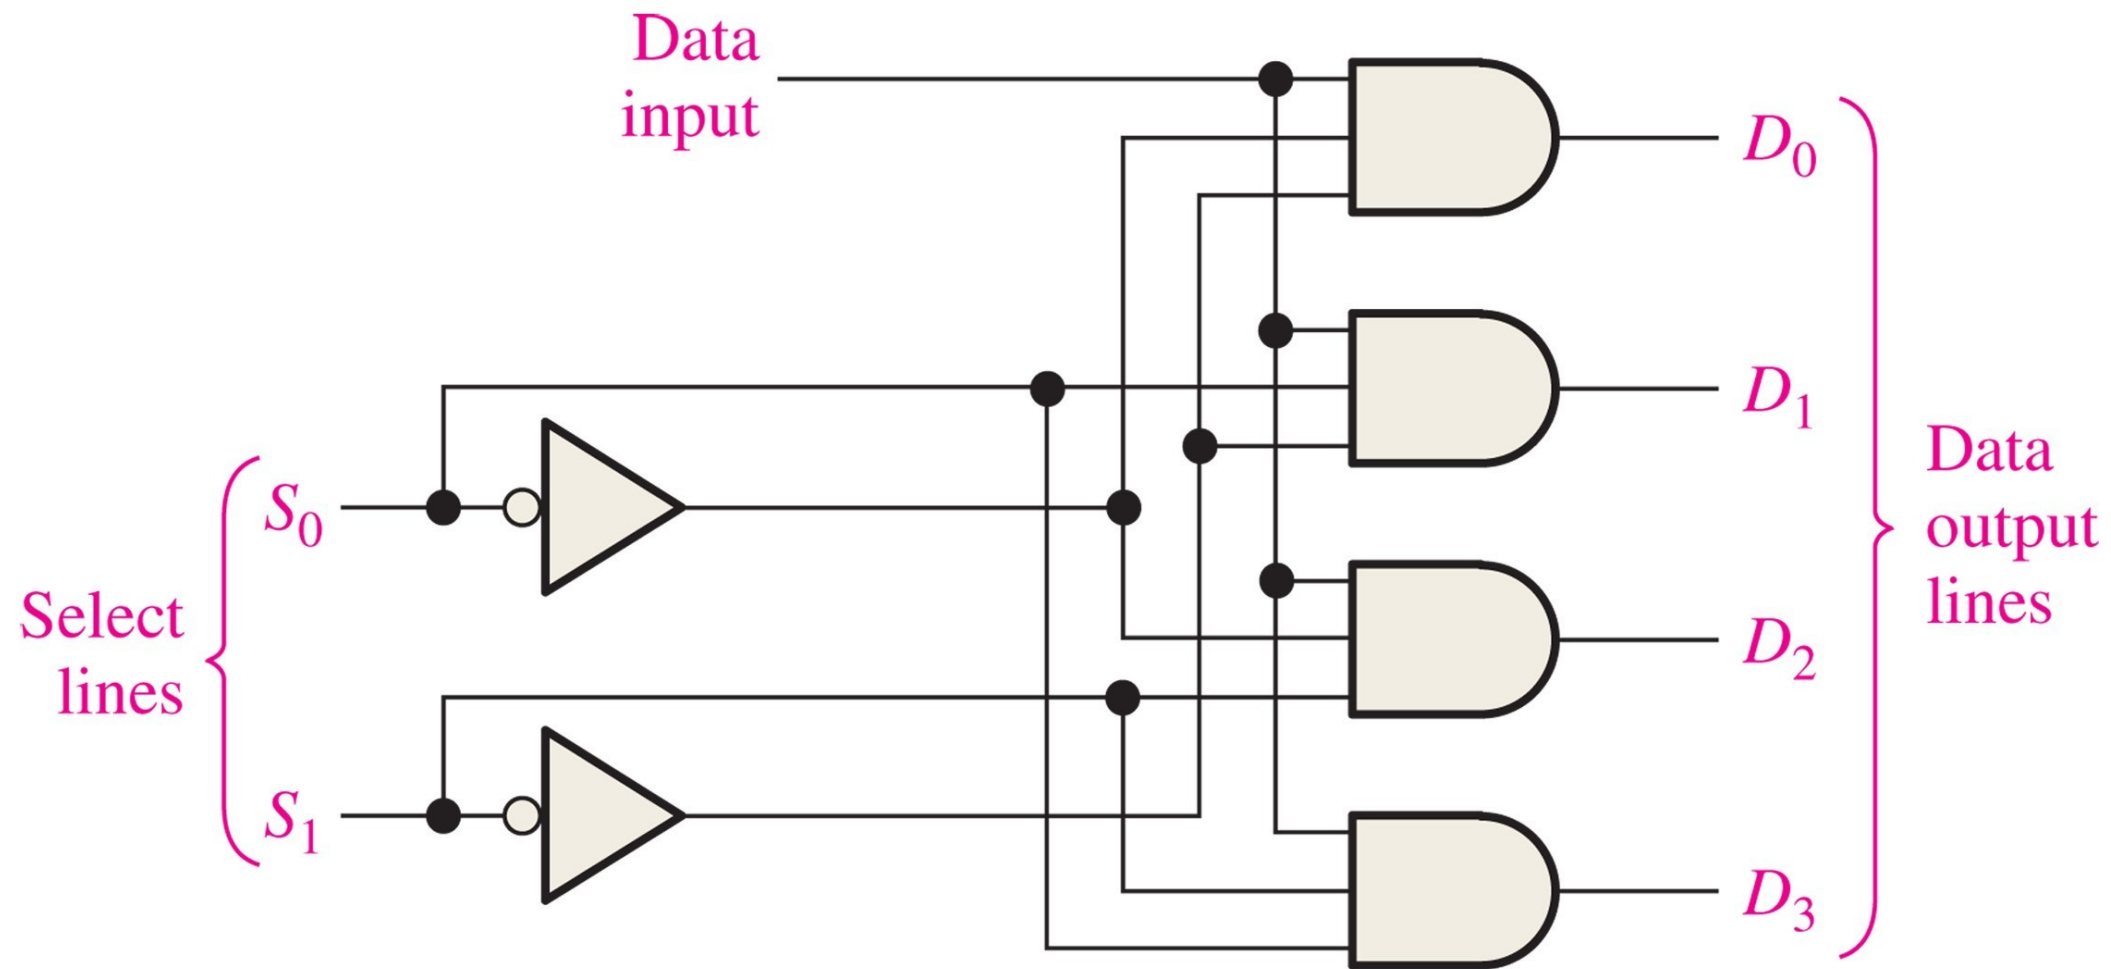 Data
input
D₀
D₁
S₀
Data
output
lines
Select
lines
D₂
S₁
D₃